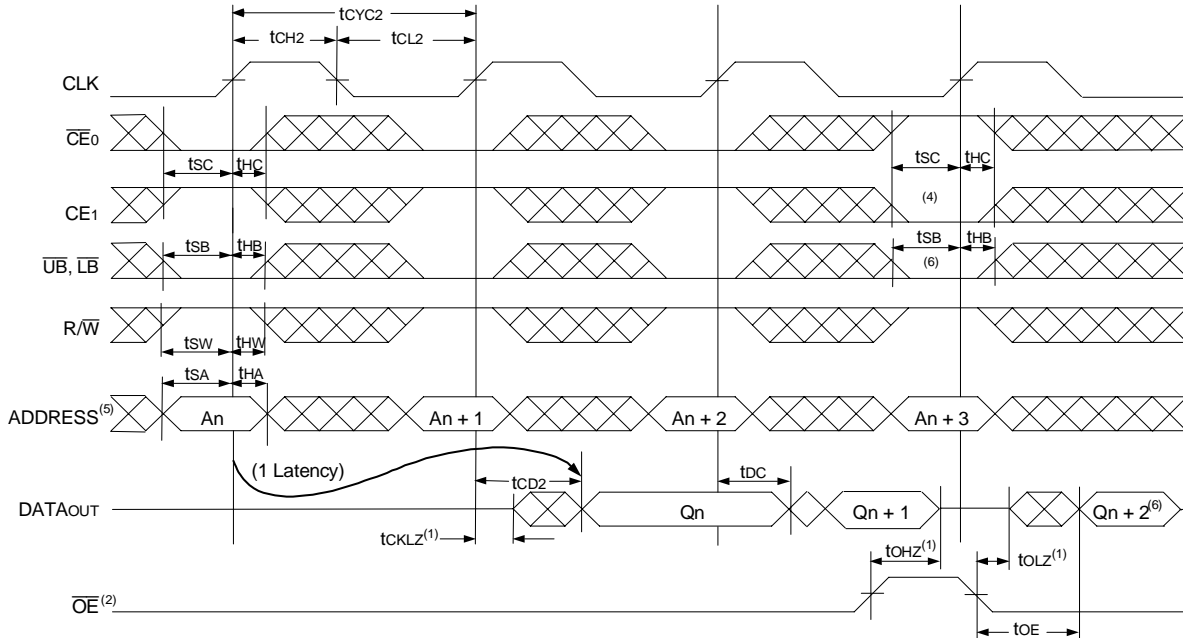 tCYC2
tCH2 tCL2
CLK
CE0
tSC tHC tSC tHC
CE1 (4)
tSB tHB tSB tHB
UB, LB (6)
R/W
tSW tHW
tSA tHA
ADDRESS(5) An An + 1 An + 2 An + 3
(1 Latency) tCD2 tDC
DATAOUT Qn Qn + 1 Qn + 2(6)
tCKLZ(1) tOHZ(1) tOLZ(1)
OE(2)
tOE